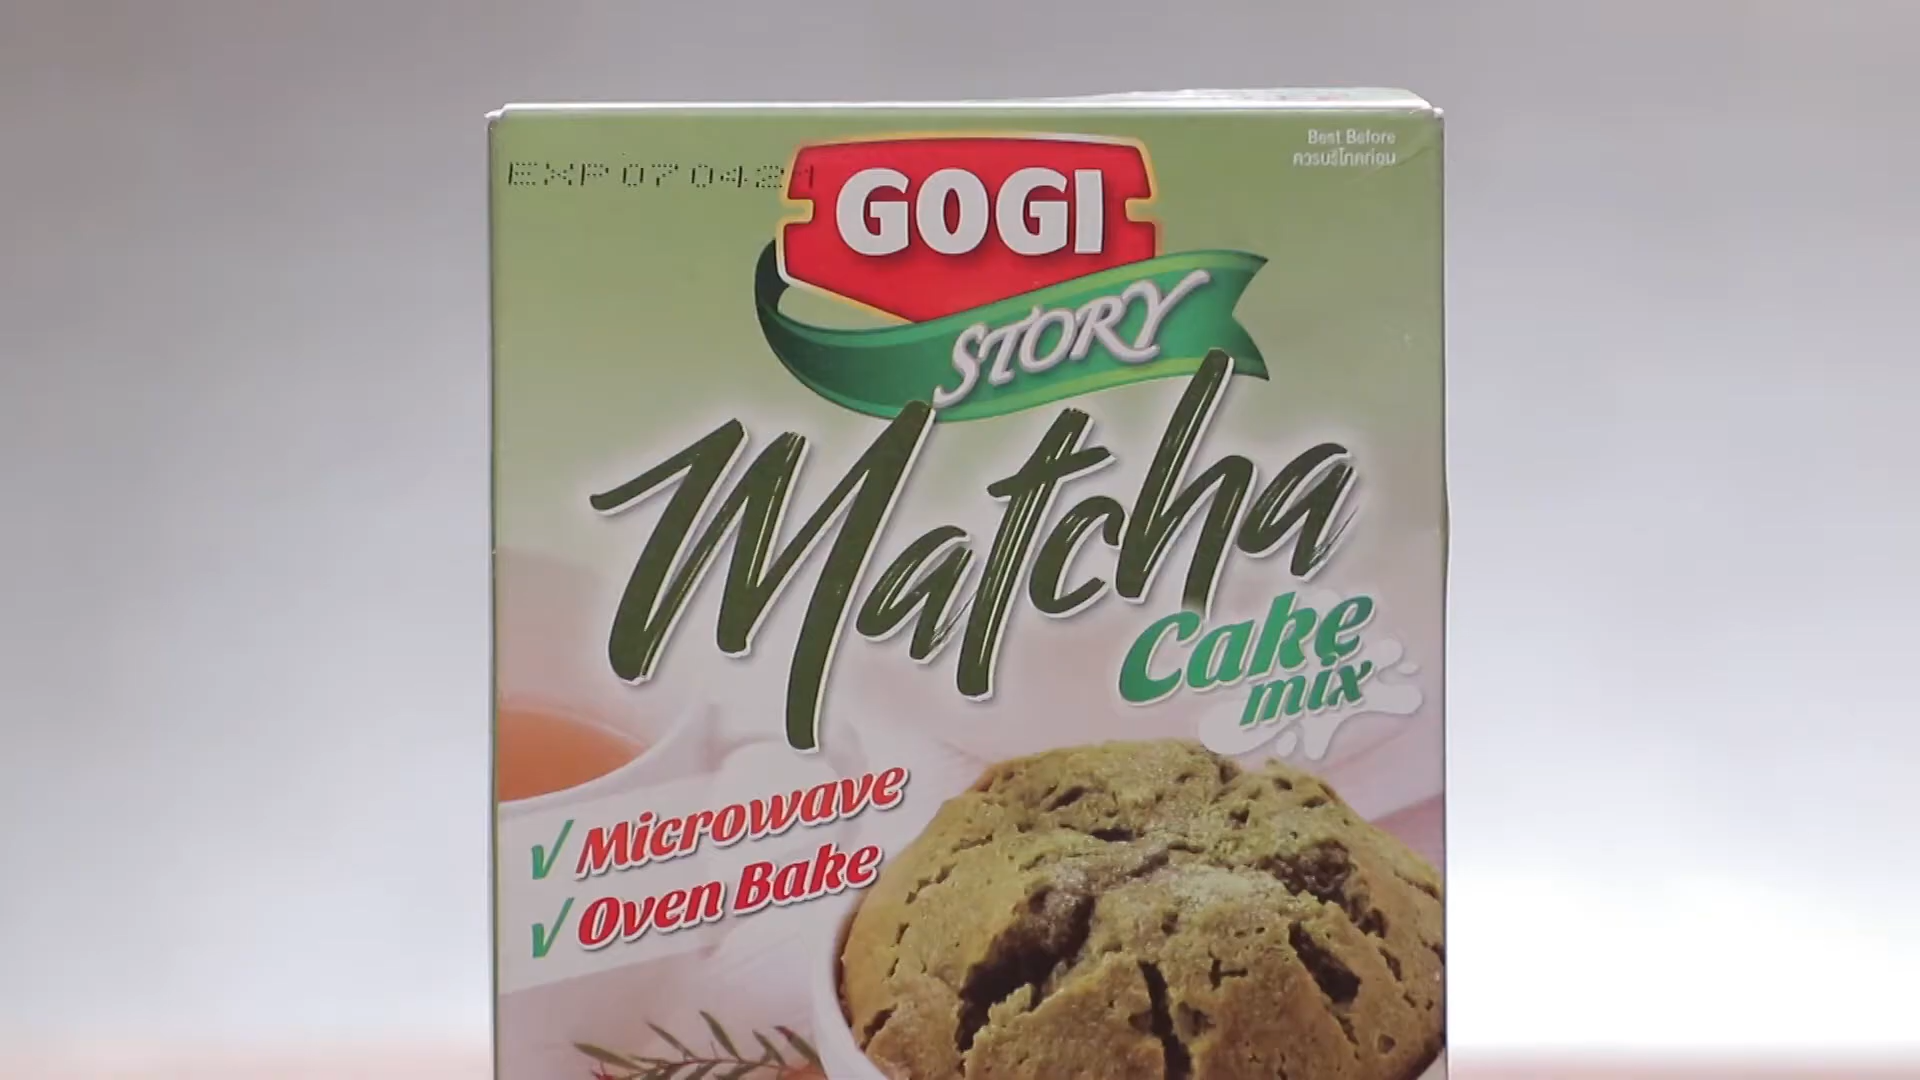 Best Before
ควรบริโภคก่อน
EXP 07 042
GOGI
STORY
Matcha
Cake
mix
√ Microwave
√ Oven Bake